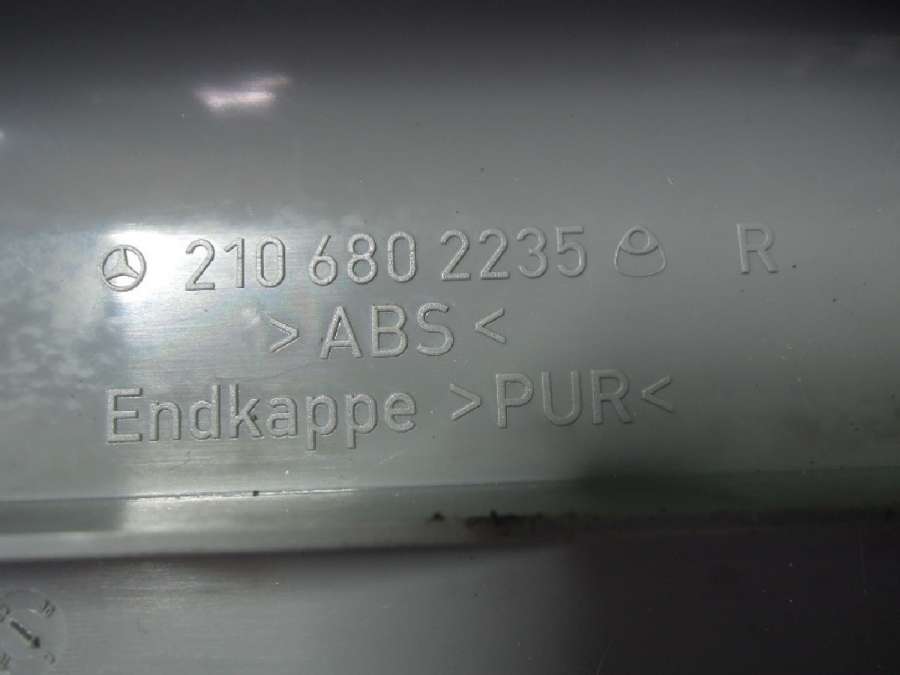 210 680 2235 R
>ABS<
Endkappe >PUR<